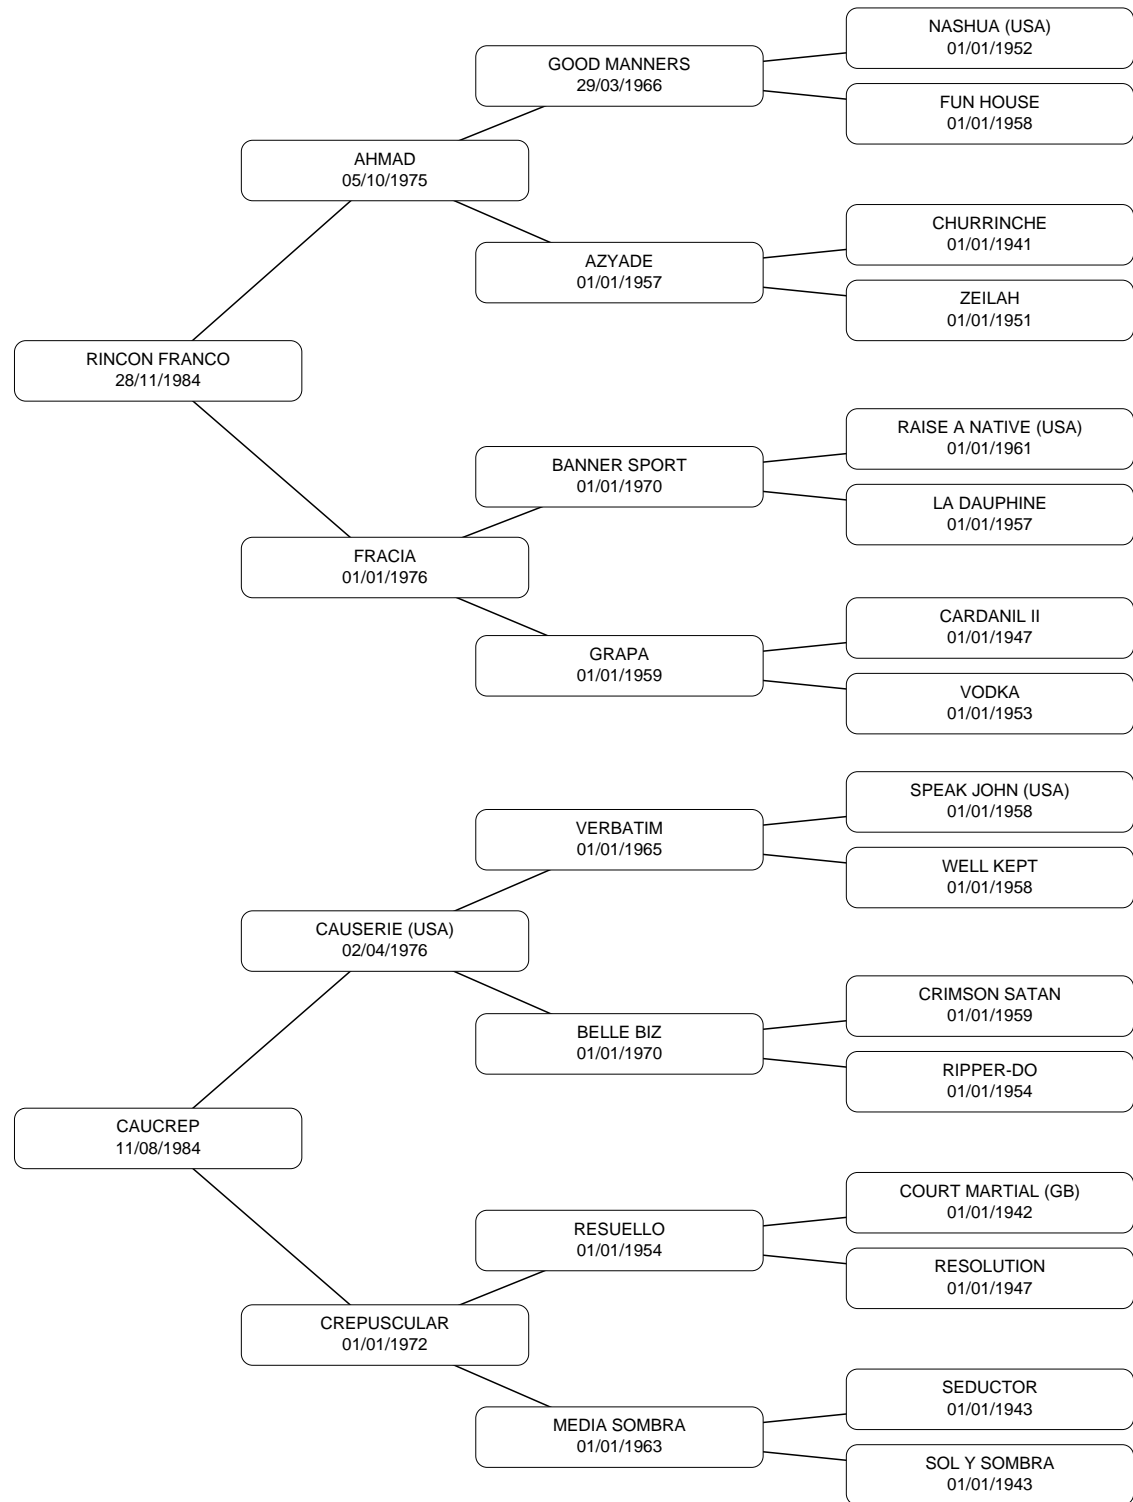 NASHUA (USA)
01/01/1952
GOOD MANNERS
29/03/1966
FUN HOUSE
01/01/1958
AHMAD
05/10/1975
CHURRINCHE
01/01/1941
AZYADE
01/01/1957
ZEILAH
01/01/1951
RINCON FRANCO
28/11/1984
RAISE A NATIVE (USA)
01/01/1961
BANNER SPORT
01/01/1970
LA DAUPHINE
01/01/1957
FRACIA
01/01/1976
CARDANIL II
01/01/1947
GRAPA
01/01/1959
VODKA
01/01/1953
SPEAK JOHN (USA)
01/01/1958
VERBATIM
01/01/1965
WELL KEPT
01/01/1958
CAUSERIE (USA)
02/04/1976
CRIMSON SATAN
01/01/1959
BELLE BIZ
01/01/1970
RIPPER-DO
01/01/1954
CAUCREP
11/08/1984
COURT MARTIAL (GB)
01/01/1942
RESUELLO
01/01/1954
RESOLUTION
01/01/1947
CREPUSCULAR
01/01/1972
SEDUCTOR
01/01/1943
MEDIA SOMBRA
01/01/1963
SOL Y SOMBRA
01/01/1943